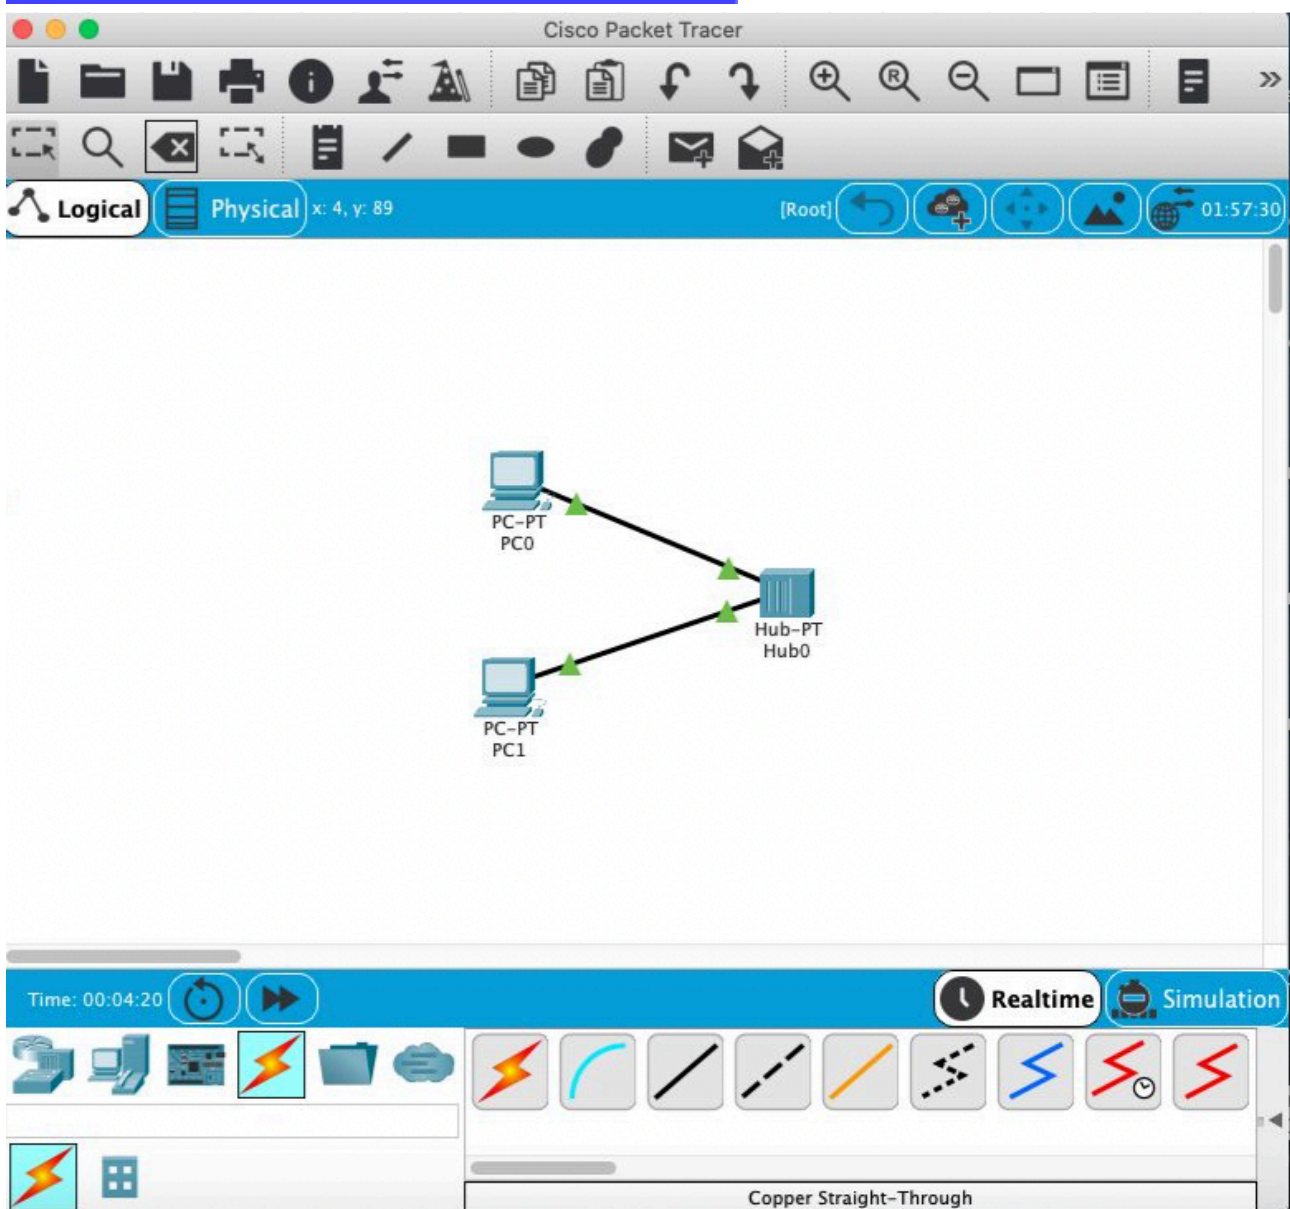 Cisco Packet Tracer
Logical
Physical
x: 4, y: 89
[Root]
01:57:30
PC-PT
PC0
Hub-PT
Hub0
PC-PT
PC1
Time: 00:04:20
Realtime
Simulation
Copper Straight-Through